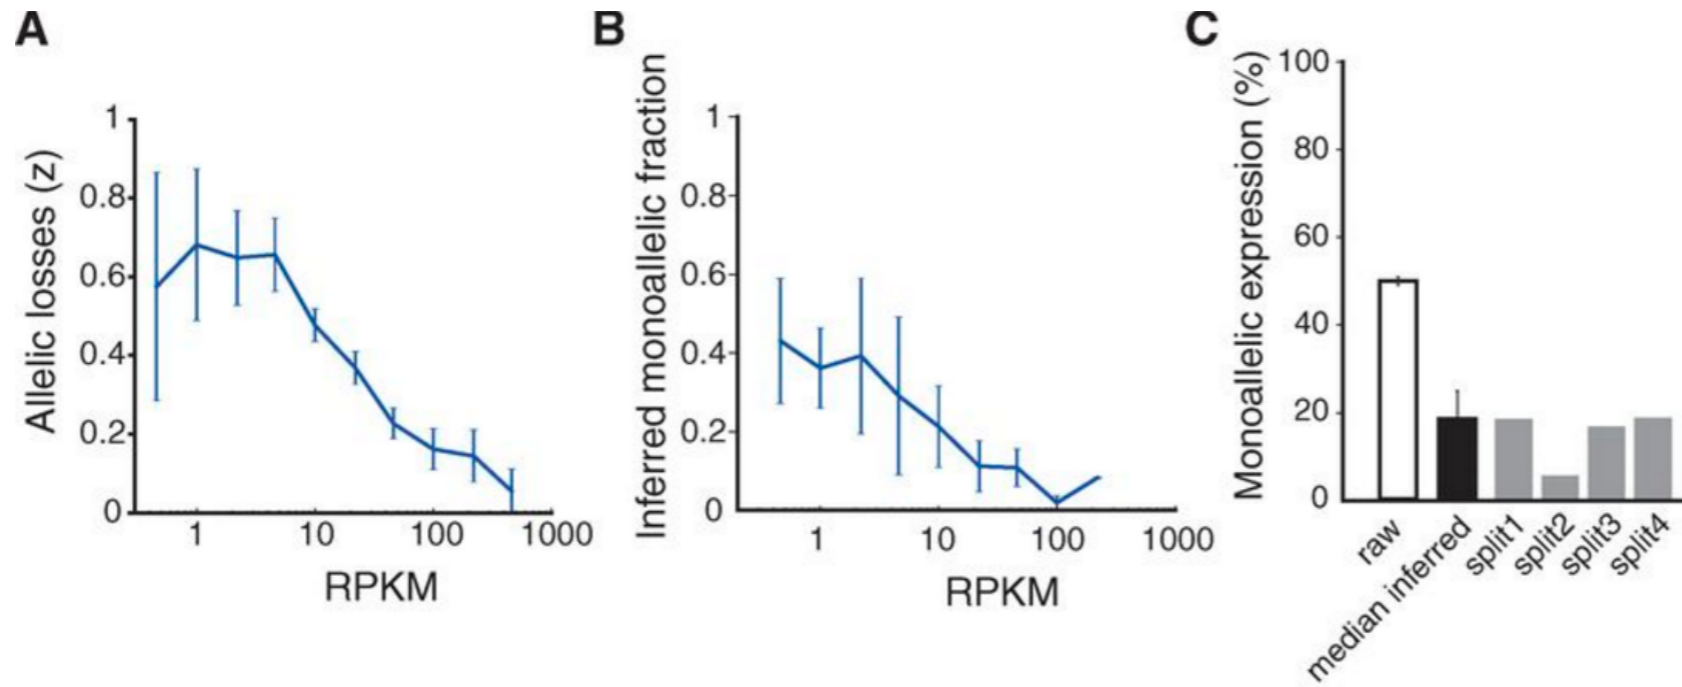 A
Allelic losses (z)
1
0.8
0.6
0.4
0.2
0
1 10 100 1000
RPKM
B
Inferred monoallelic fraction
1
0.8
0.6
0.4
0.2
0
1 10 100 1000
RPKM
C
Monoallelic expression (%)
100
80
60
40
20
0
raw
median inferred
split1
split2
split3
split4